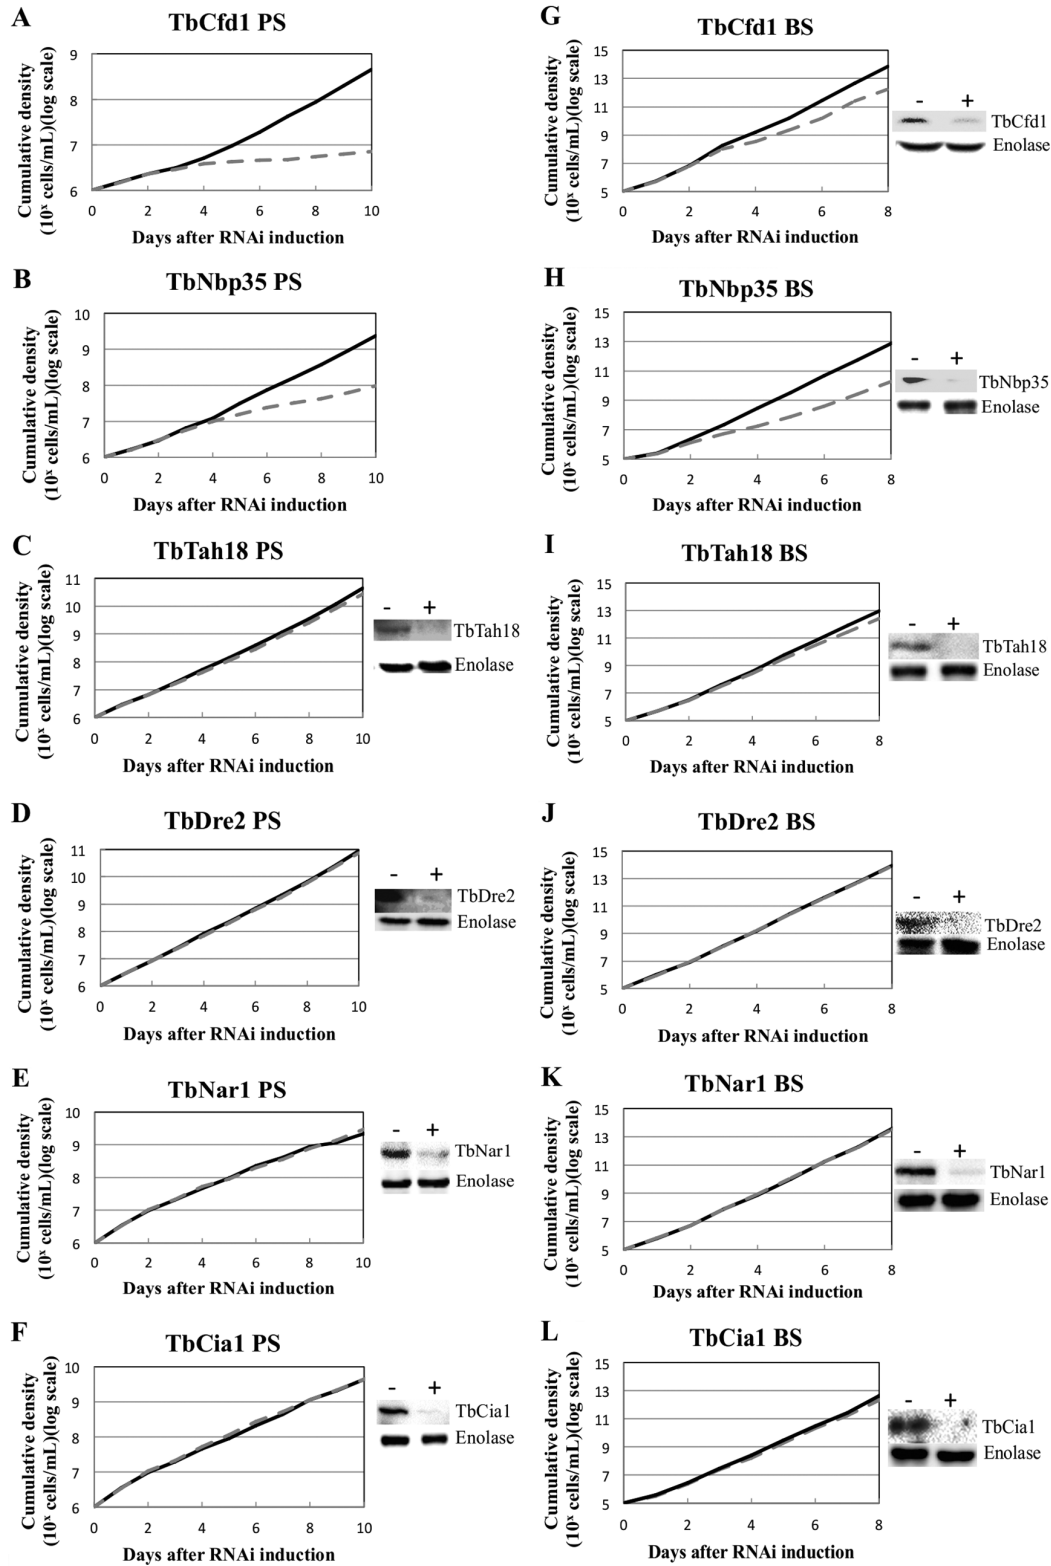 A
TbCfd1 PS
Cumulative density
(10ˣ cells/mL)(log scale)
9
8
7
6
0 2 4 6 8 10
Days after RNAi induction
G
TbCfd1 BS
Cumulative density
(10ˣ cells/mL)(log scale)
15
13
11
9
7
5
0 2 4 6 8
Days after RNAi induction
- +
TbCfd1
Enolase
B
TbNbp35 PS
Cumulative density
(10ˣ cells/mL)(log scale)
10
9
8
7
6
0 2 4 6 8 10
Days after RNAi induction
H
TbNbp35 BS
Cumulative density
(10ˣ cells/mL)(log scale)
15
13
11
9
7
5
0 2 4 6 8
Days after RNAi induction
- +
TbNbp35
Enolase
C
TbTah18 PS
Cumulative density
(10ˣ cells/mL)(log scale)
11
10
9
8
7
6
0 2 4 6 8 10
Days after RNAi induction
- +
TbTah18
Enolase
I
TbTah18 BS
Cumulative density
(10ˣ cells/mL)(log scale)
15
13
11
9
7
5
0 2 4 6 8
Days after RNAi induction
- +
TbTah18
Enolase
D
TbDre2 PS
Cumulative density
(10ˣ cells/mL)(log scale)
11
10
9
8
7
6
0 2 4 6 8 10
Days after RNAi induction
- +
TbDre2
Enolase
J
TbDre2 BS
Cumulative density
(10ˣ cells/mL)(log scale)
15
13
11
9
7
5
0 2 4 6 8
Days after RNAi induction
- +
TbDre2
Enolase
E
TbNar1 PS
Cumulative density
(10ˣ cells/mL)(log scale)
10
9
8
7
6
0 2 4 6 8 10
Days after RNAi induction
- +
TbNar1
Enolase
K
TbNar1 BS
Cumulative density
(10ˣ cells/mL)(log scale)
15
13
11
9
7
5
0 2 4 6 8
Days after RNAi induction
- +
TbNar1
Enolase
F
TbCia1 PS
Cumulative density
(10ˣ cells/mL)(log scale)
10
9
8
7
6
0 2 4 6 8 10
Days after RNAi induction
- +
TbCia1
Enolase
L
TbCia1 BS
Cumulative density
(10ˣ cells/mL)(log scale)
15
13
11
9
7
5
0 2 4 6 8
Days after RNAi induction
- +
TbCia1
Enolase